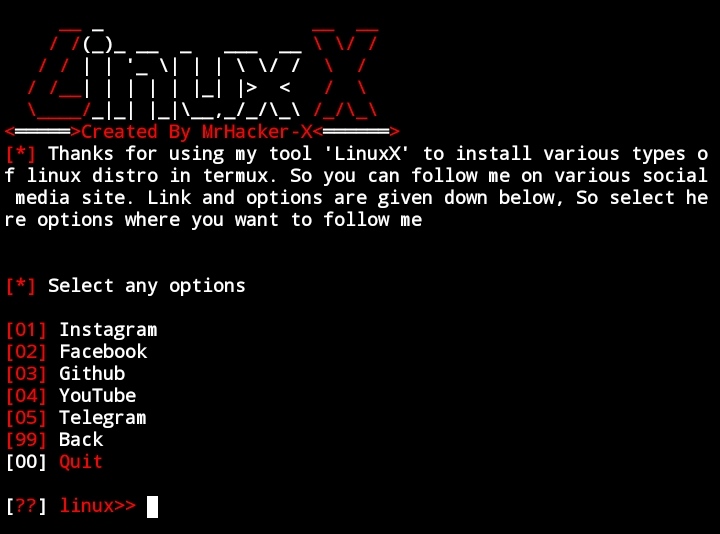 LinuxX
<═════>Created By MrHacker-X<══════>
[*] Thanks for using my tool 'LinuxX' to install various types o
f linux distro in termux. So you can follow me on various social
 media site. Link and options are given down below, So select he
re options where you want to follow me
[*] Select any options
[01] Instagram
[02] Facebook
[03] Github
[04] YouTube
[05] Telegram
[99] Back
[00] Quit
[??] linux>>